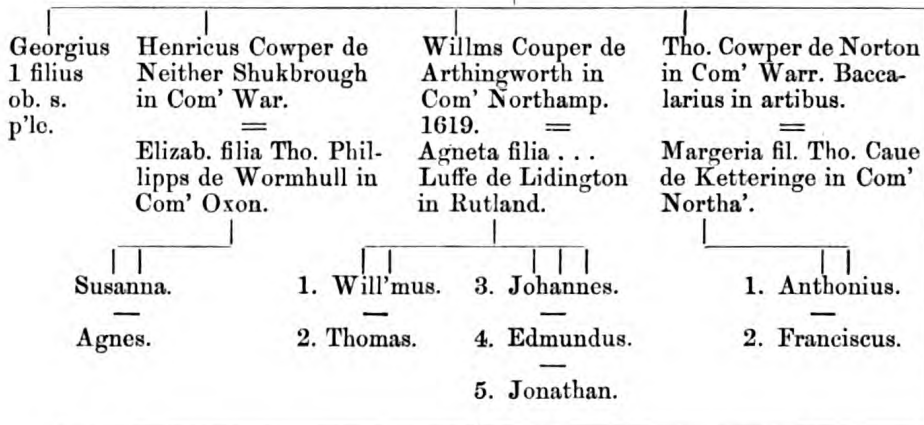 Georgius
1 filius
ob. s.
p'le.
Henricus Cowper de
Neither Shukbrough
in Com' War.
=
Elizab. filia Tho. Phil-
lipps de Wormhull in
Com' Oxon.
Susanna.
—
Agnes.
Willms Couper de
Arthingworth in
Com' Northamp.
1619. =
Agneta filia . . .
Luffe de Lidington
in Rutland.
1. Will'mus.
—
2. Thomas.
3. Johannes.
—
4. Edmundus.
—
5. Jonathan.
Tho. Cowper de Norton
in Com' Warr. Bacca-
larius in artibus.
=
Margeria fil. Tho. Caue
de Ketteringe in Com'
Northa'.
1. Anthonius.
—
2. Franciscus.